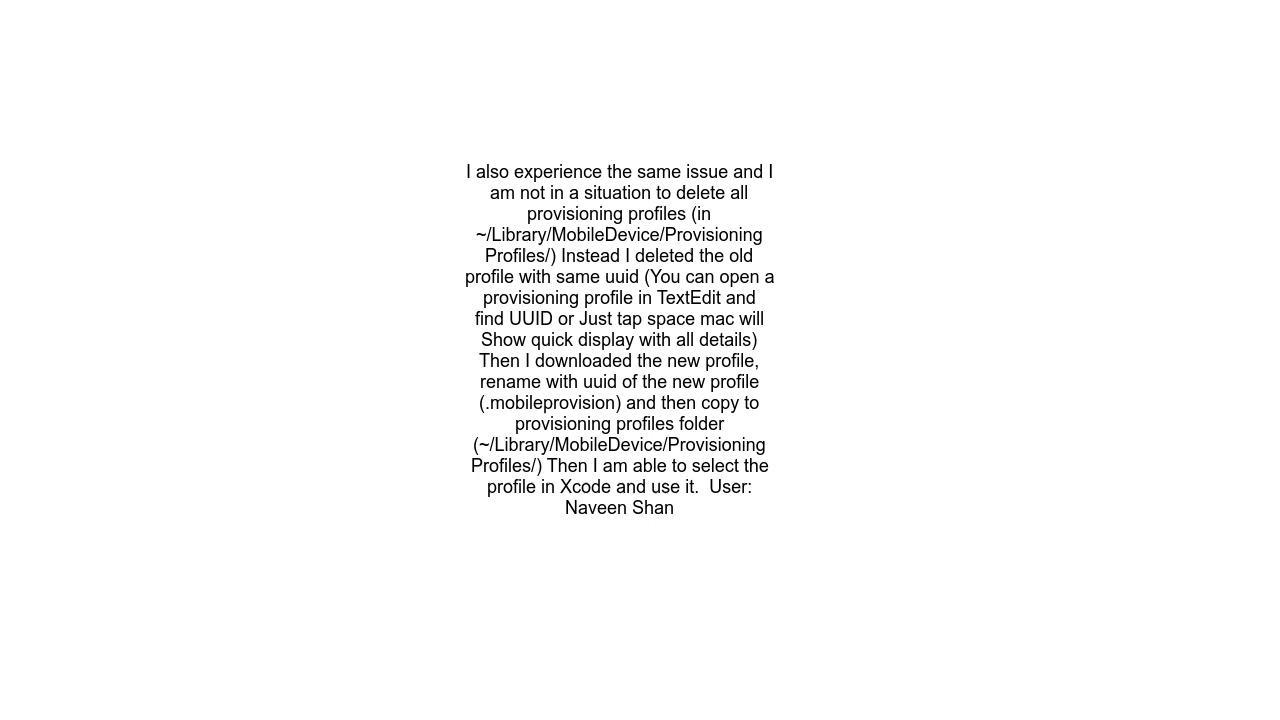 I also experience the same issue and I
am not in a situation to delete all
provisioning profiles (in
~/Library/MobileDevice/Provisioning
Profiles/) Instead I deleted the old
profile with same uuid (You can open a
provisioning profile in TextEdit and
find UUID or Just tap space mac will
Show quick display with all details)
Then I downloaded the new profile,
rename with uuid of the new profile
(.mobileprovision) and then copy to
provisioning profiles folder
(~/Library/MobileDevice/Provisioning
Profiles/) Then I am able to select the
profile in Xcode and use it.  User:
Naveen Shan